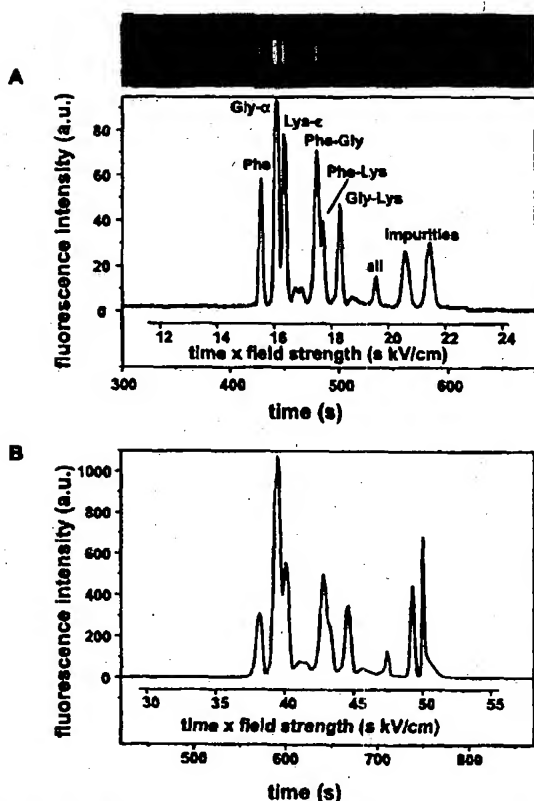 A
fluorescence intensity (a.u.)
80
60
40
20
0
Phe
Gly-α
Lys-ε
Phe-Gly
Phe-Lys
Gly-Lys
all
impurities
12 14 16 18 20 22 24
time x field strength (s kV/cm)
300 400 500 600
time (s)
B
fluorescence intensity (a.u.)
1000
800
600
400
200
0
30 35 40 45 50 55
time x field strength (s kV/cm)
500 600 700 800
time (s)